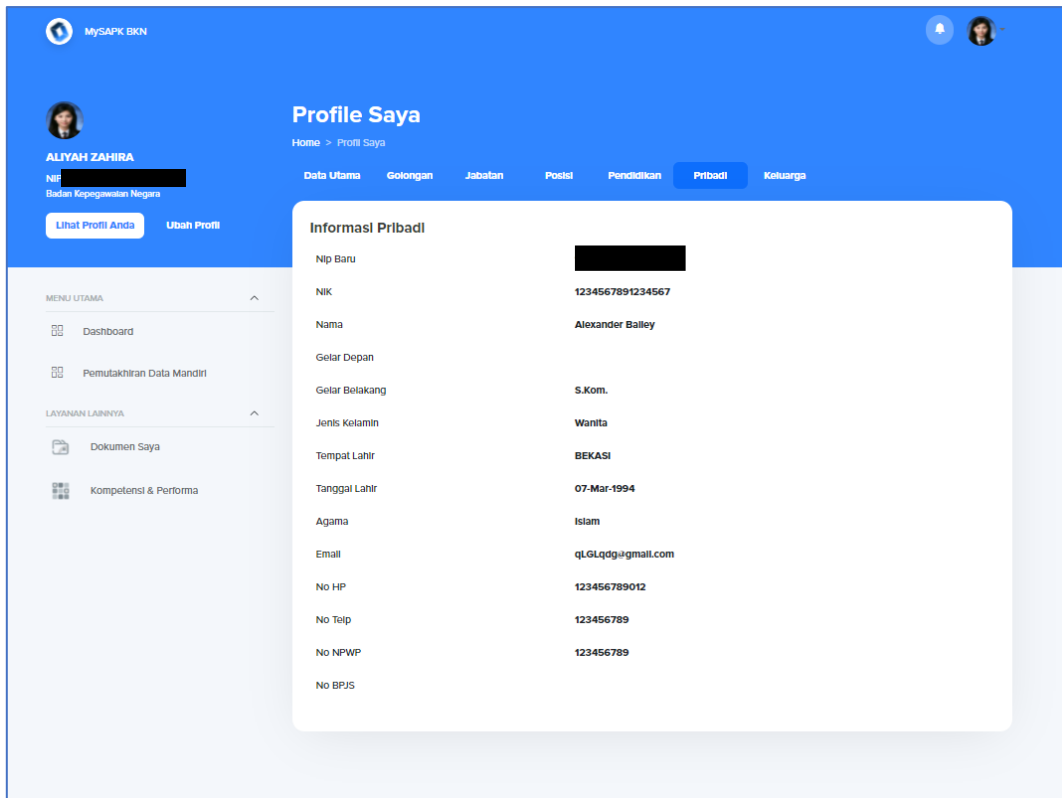 MySAPK BKN
ALIYAH ZAHIRA
NIP
Badan Kepegawaian Negara
Lihat Profil Anda
Ubah Profil
MENU UTAMA
Dashboard
Pemutakhiran Data Mandiri
LAYANAN LAINNYA
Dokumen Saya
Kompetensi & Performa
Profile Saya
Home > Profil Saya
Data Utama Golongan Jabatan Posisi Pendidikan Pribadi Keluarga
Informasi Pribadi
Nip Baru
NIK 1234567891234567
Nama Alexander Bailey
Gelar Depan
Gelar Belakang S.Kom.
Jenis Kelamin Wanita
Tempat Lahir BEKASI
Tanggal Lahir 07-Mar-1994
Agama Islam
Email qLGLqdg@gmail.com
No HP 123456789012
No Telp 123456789
No NPWP 123456789
No BPJS